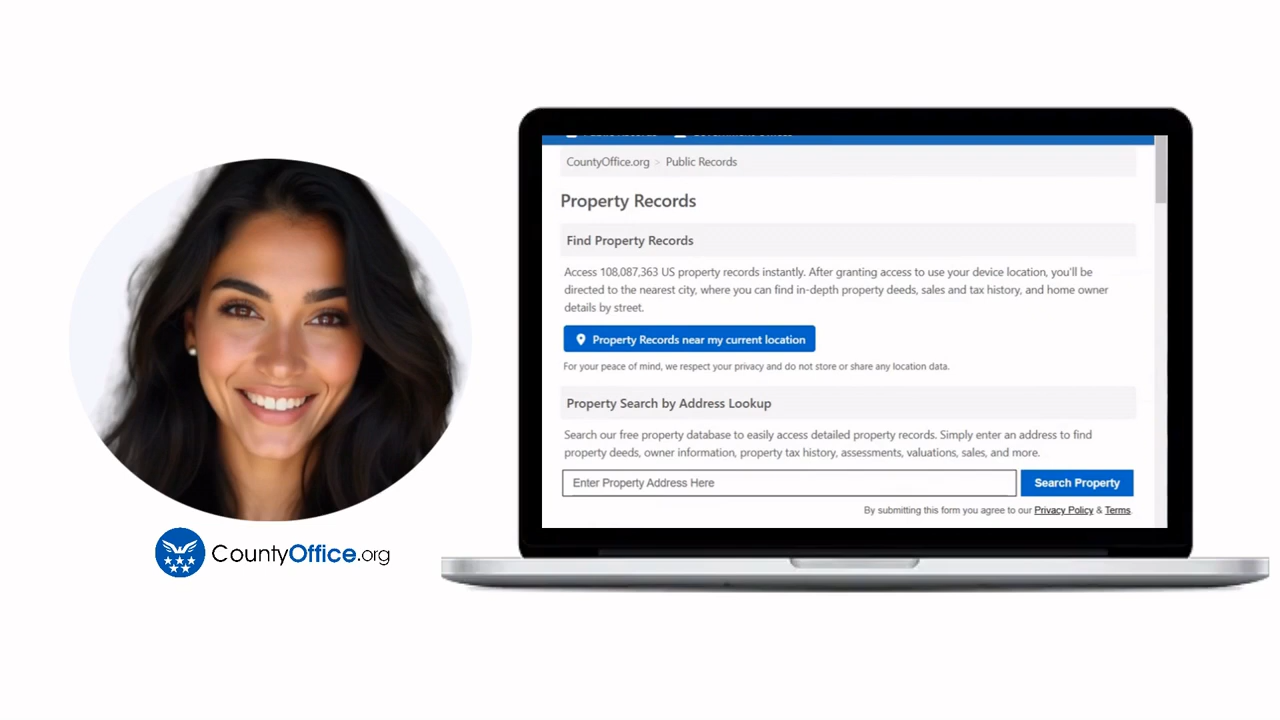 CountyOffice.org > Public Records
Property Records
Find Property Records
Access 108,087,363 US property records instantly. After granting access to use your device location, you'll be
directed to the nearest city, where you can find in-depth property deeds, sales and tax history, and home owner
details by street.
Property Records near my current location
For your peace of mind, we respect your privacy and do not store or share any location data.
Property Search by Address Lookup
Search our free property database to easily access detailed property records. Simply enter an address to find
property deeds, owner information, property tax history, assessments, valuations, sales, and more.
Enter Property Address Here
Search Property
By submitting this form you agree to our Privacy Policy & Terms.
CountyOffice.org